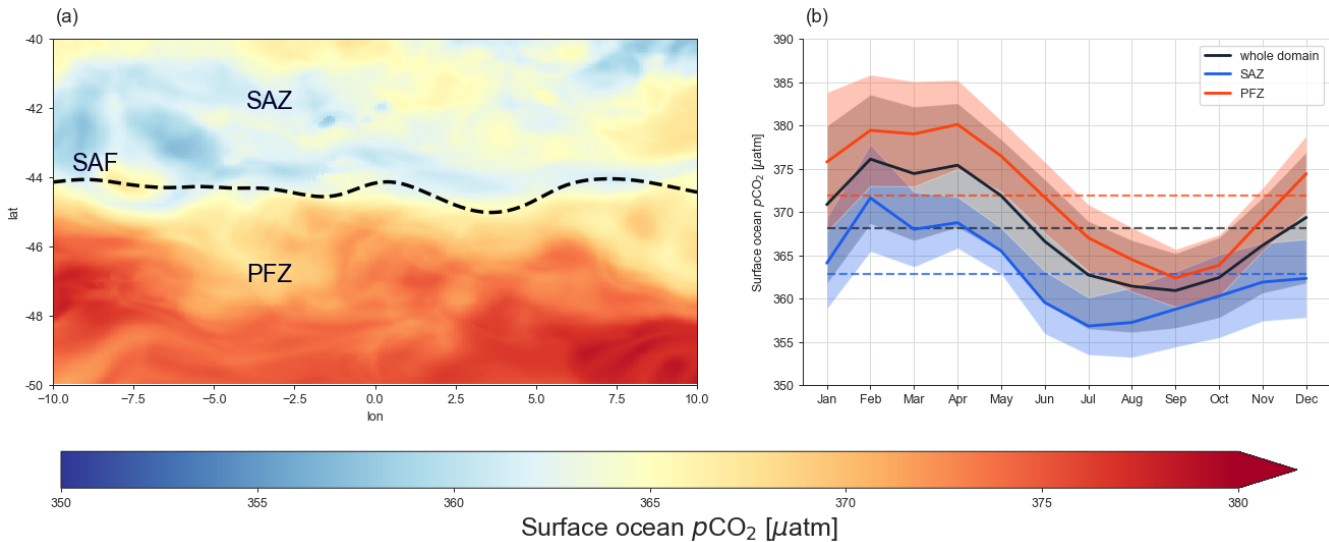 (a)
(b)
-40
-42
-44
-46
-48
-50
lat
SAZ
SAF
PFZ
−10.0 −7.5 −5.0 −2.5 0.0 2.5 5.0 7.5 10.0
lon
390
385
380
375
370
365
360
355
350
Surface ocean pCO₂ [μatm]
whole domain
SAZ
PFZ
Jan Feb Mar Apr May Jun Jul Aug Sep Oct Nov Dec
350 355 360 365 370 375 380
Surface ocean pCO₂ [μatm]